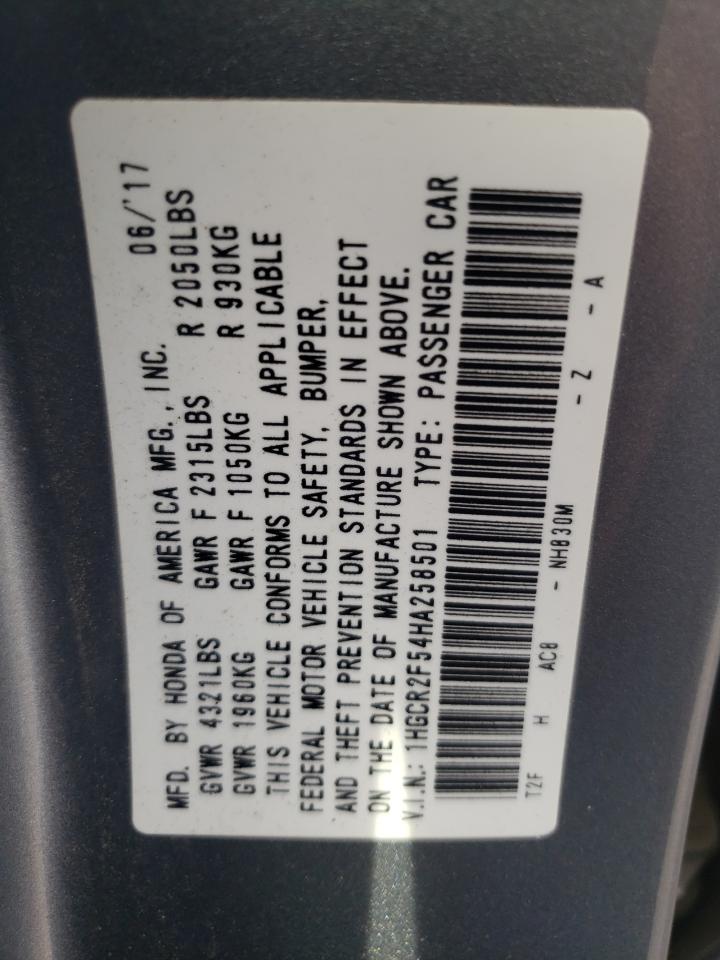 MFD. BY HONDA OF AMERICA MFG., INC. 06/'17
GVWR 4321LBS GAWR F 2315LBS R 2050LBS
GVWR 1960KG GAWR F 1050KG R 930KG
THIS VEHICLE CONFORMS TO ALL APPLICABLE
FEDERAL MOTOR VEHICLE SAFETY, BUMPER,
AND THEFT PREVENTION STANDARDS IN EFFECT
ON THE DATE OF MANUFACTURE SHOWN ABOVE.
V.I.N.: 1HGCR2F54HA258501 TYPE: PASSENGER CAR
T2F H AC8 - NH830M - Z - A